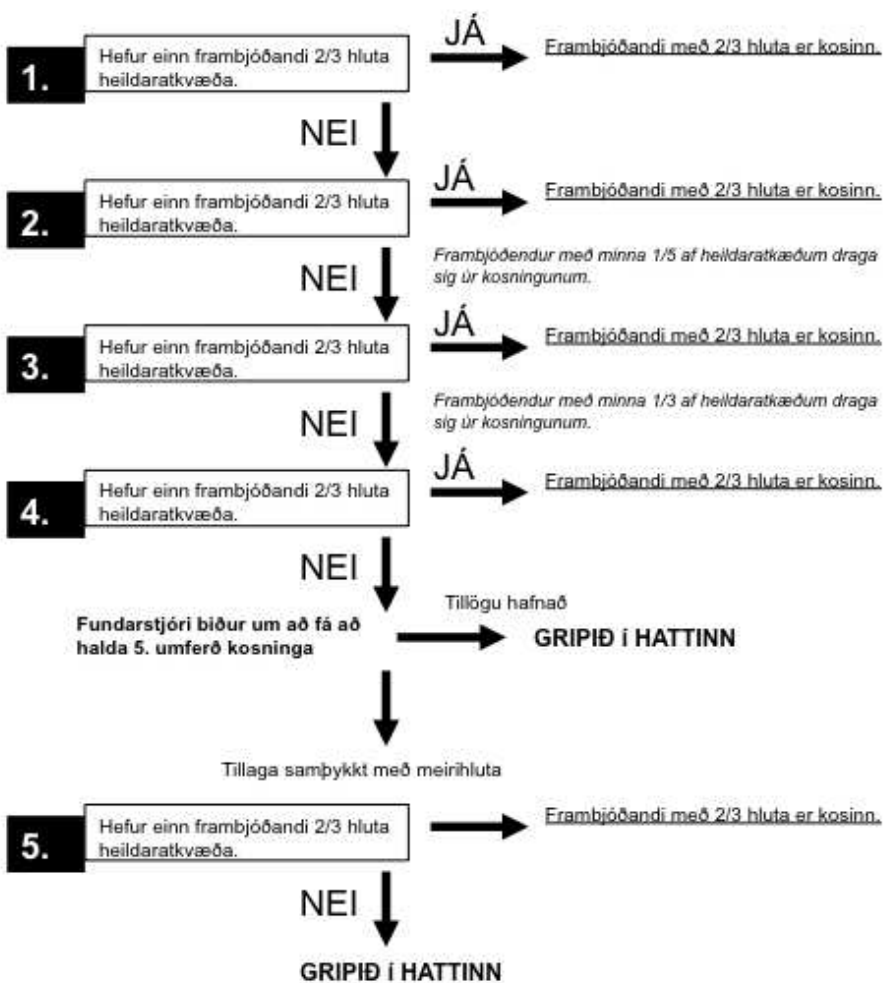 JÁ
1.
Hefur einn frambjóðandi 2/3 hluta
heildaratkvæða.
Frambjóðandi með 2/3 hluta er kosinn.
NEI
JÁ
2.
Hefur einn frambjóðandi 2/3 hluta
heildaratkvæða.
Frambjóðandi með 2/3 hluta er kosinn.
NEI
Frambjóðendur með minna 1/5 af heildaratkæðum draga
sig úr kosningunum.
JÁ
3.
Hefur einn frambjóðandi 2/3 hluta
heildaratkvæða.
Frambjóðandi með 2/3 hluta er kosinn.
NEI
Frambjóðendur með minna 1/3 af heildaratkæðum draga
sig úr kosningunum.
JÁ
4.
Hefur einn frambjóðandi 2/3 hluta
heildaratkvæða.
Frambjóðandi með 2/3 hluta er kosinn.
NEI
Fundarstjóri biður um að fá að
halda 5. umferð kosninga
Tillögu hafnað
GRIPIÐ í HATTINN
Tillaga samþykkt með meirihluta
5.
Hefur einn frambjóðandi 2/3 hluta
heildaratkvæða.
Frambjóðandi með 2/3 hluta er kosinn.
NEI
GRIPIÐ í HATTINN